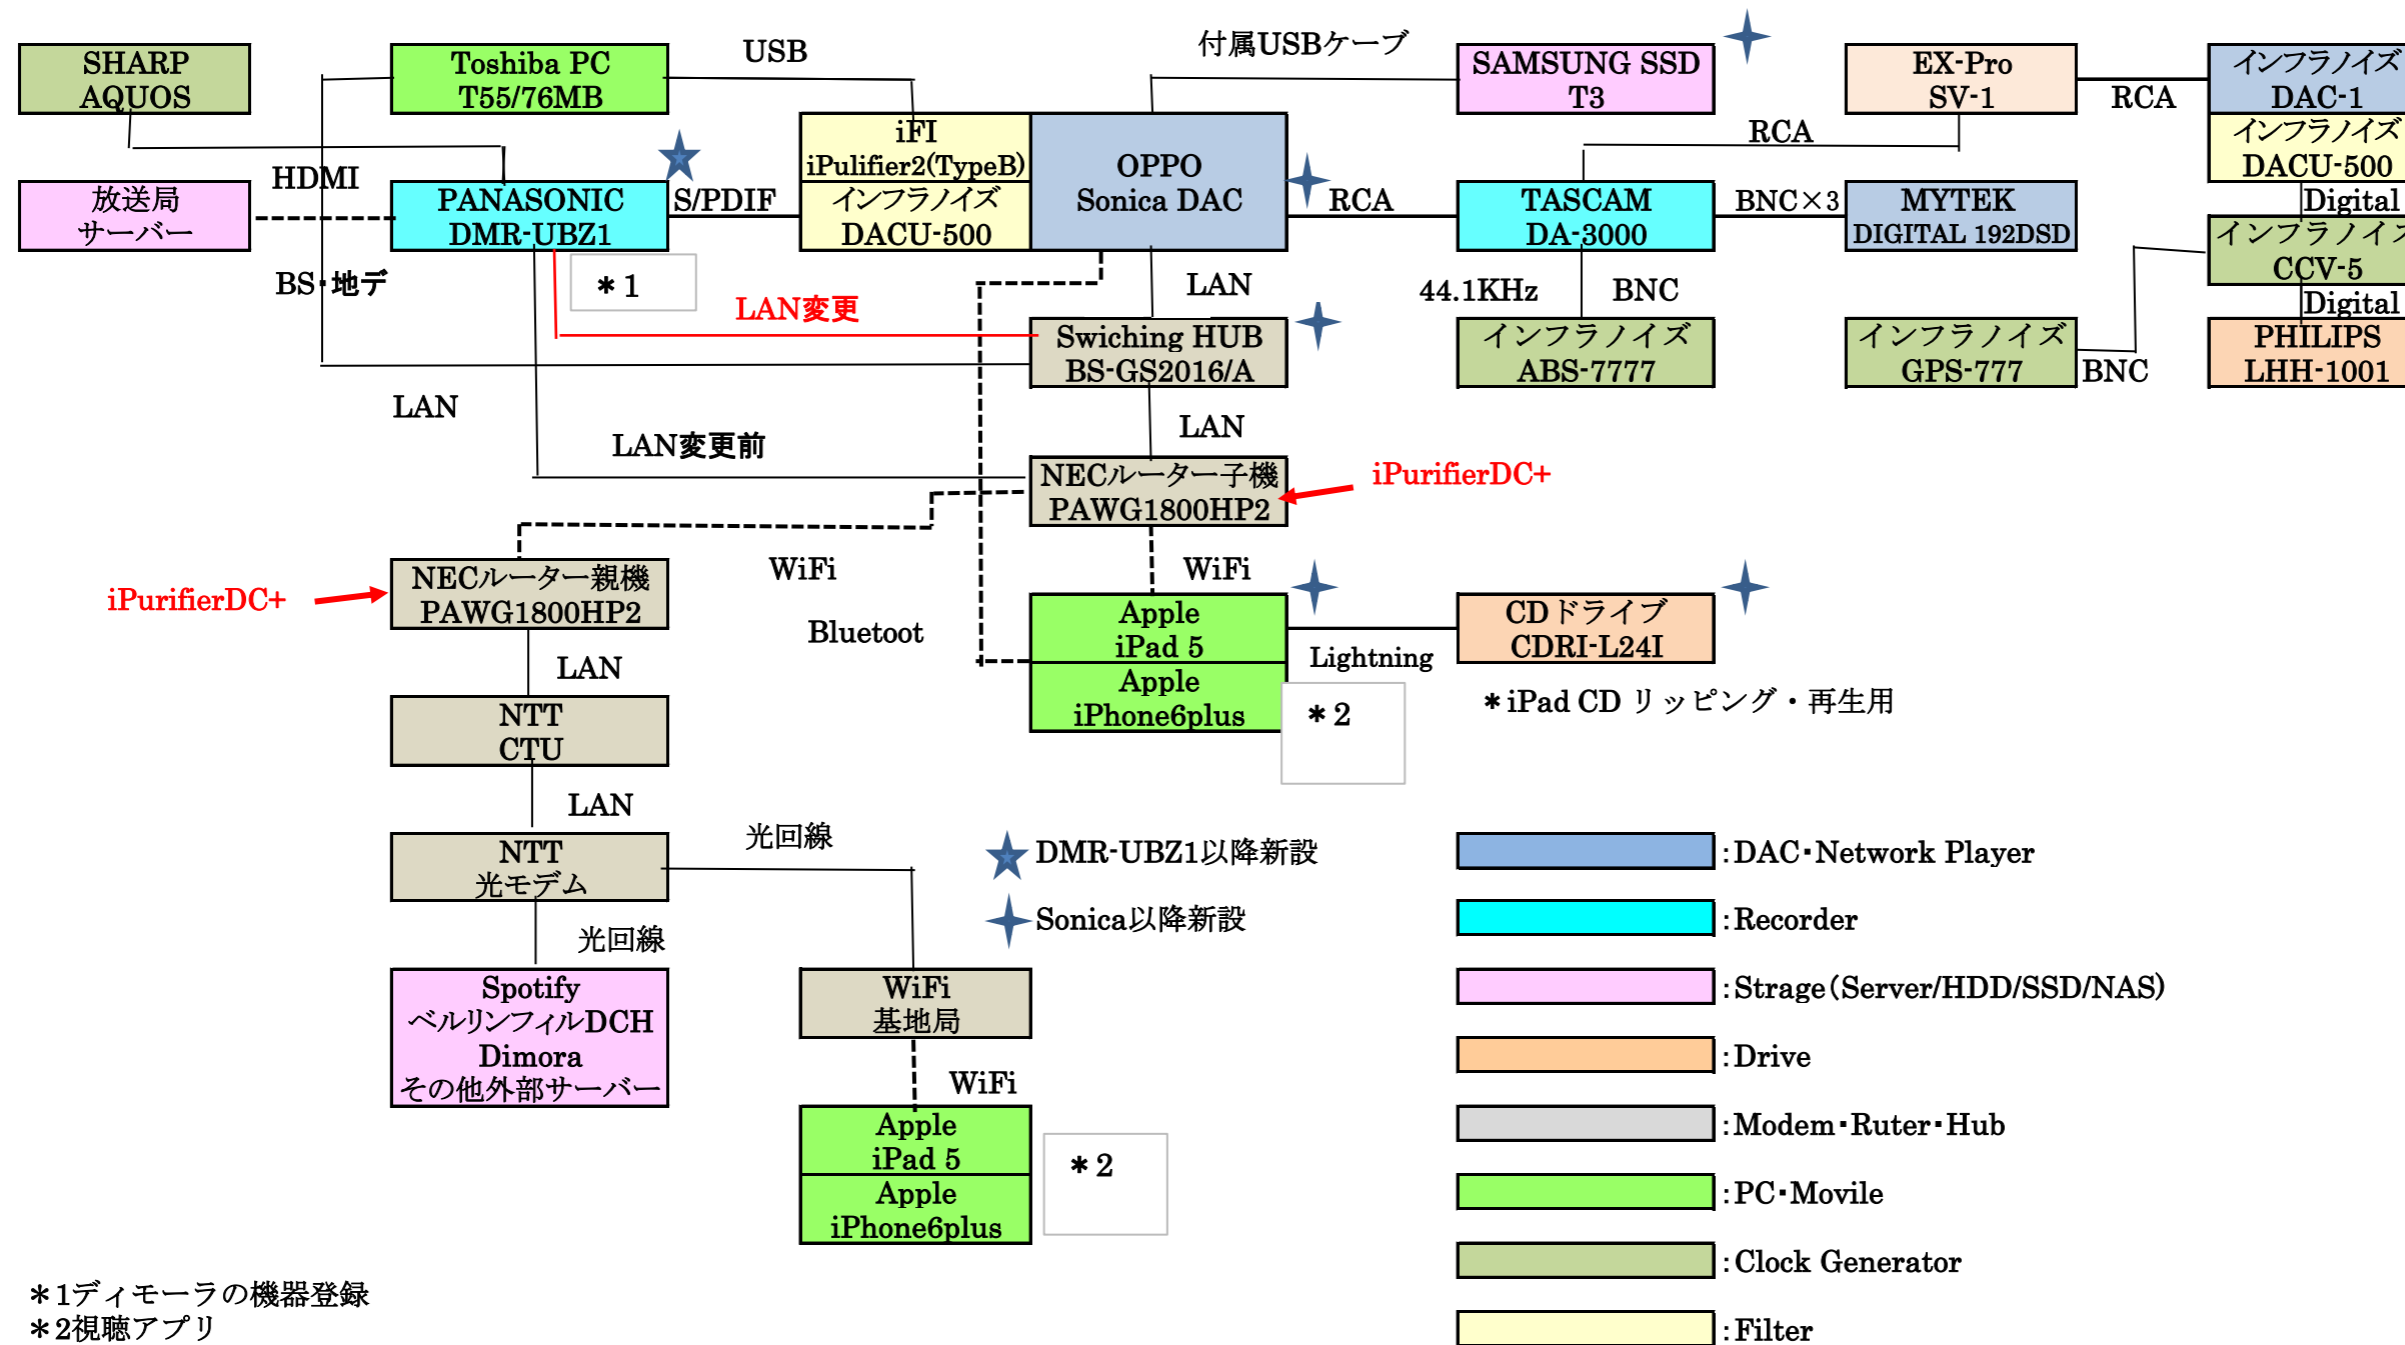 SHARP
AQUOS
Toshiba PC
T55/76MB
USB
付属USBケーブ
SAMSUNG SSD
T3
EX-Pro
SV-1
RCA
インフラノイズ
DAC-1
インフラノイズ
DACU-500
iFI
iPulifier2(TypeB)
インフラノイズ
DACU-500
OPPO
Sonica DAC
RCA
放送局
サーバー
HDMI
PANASONIC
DMR-UBZ1
S/PDIF
RCA
TASCAM
DA-3000
BNC×3
MYTEK
DIGITAL 192DSD
Digital
インフラノイズ
CCV-5
BS・地デ
＊1
LAN変更
LAN
44.1KHz
BNC
Digital
Swiching HUB
BS-GS2016/A
インフラノイズ
ABS-7777
インフラノイズ
GPS-777
BNC
PHILIPS
LHH-1001
LAN
LAN
LAN変更前
NECルーター子機
PAWG1800HP2
iPurifierDC+
WiFi
WiFi
NECルーター親機
PAWG1800HP2
iPurifierDC+
Bluetoot
Apple
iPad 5
Apple
iPhone6plus
Lightning
CDドライブ
CDRI-L24I
＊2
＊iPad CD リッピング・再生用
LAN
NTT
CTU
LAN
NTT
光モデム
光回線
光回線
DMR-UBZ1以降新設
Sonica以降新設
Spotify
ベルリンフィルDCH
Dimora
その他外部サーバー
WiFi
基地局
WiFi
Apple
iPad 5
Apple
iPhone6plus
＊2
:DAC・Network Player
:Recorder
:Strage(Server/HDD/SSD/NAS)
:Drive
:Modem・Ruter・Hub
:PC・Movile
:Clock Generator
:Filter
＊1ディモーラの機器登録
＊2視聴アプリ